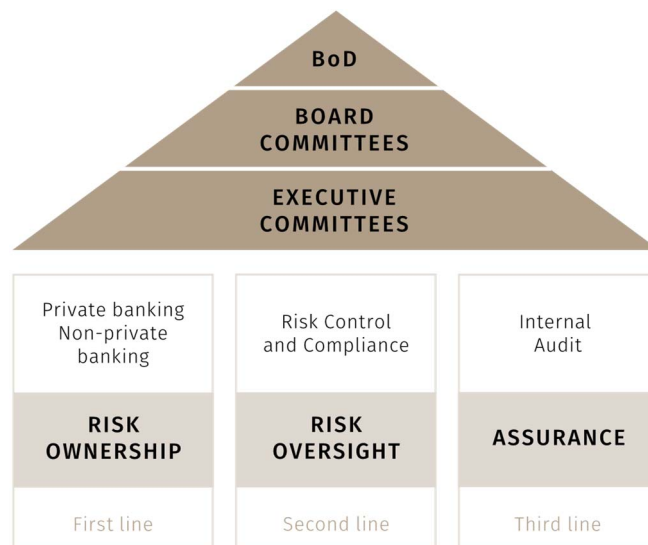 BoD
BOARD
COMMITTEES
EXECUTIVE
COMMITTEES
Private banking
Non-private
banking
RISK
OWNERSHIP
First line
Risk Control
and Compliance
RISK
OVERSIGHT
Second line
Internal
Audit
ASSURANCE
Third line